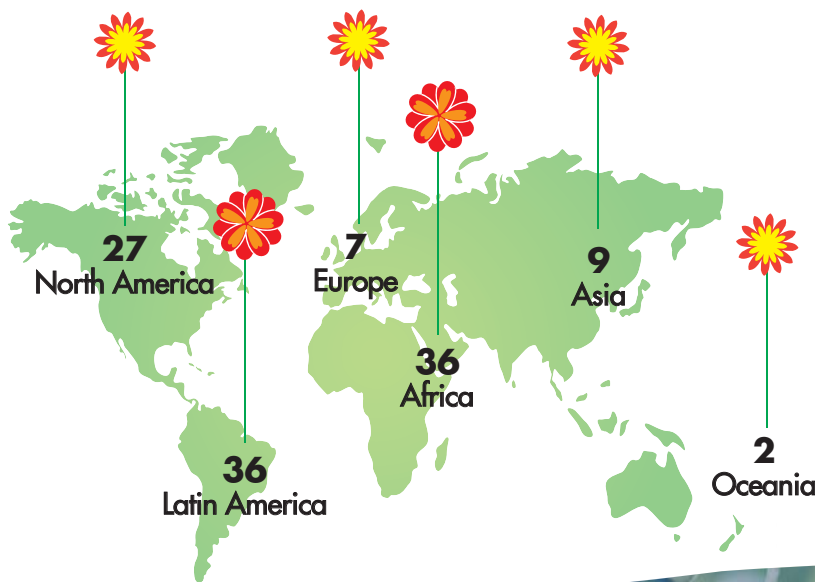 27
North America
7
Europe
9
Asia
36
Africa
36
Latin America
2
Oceania